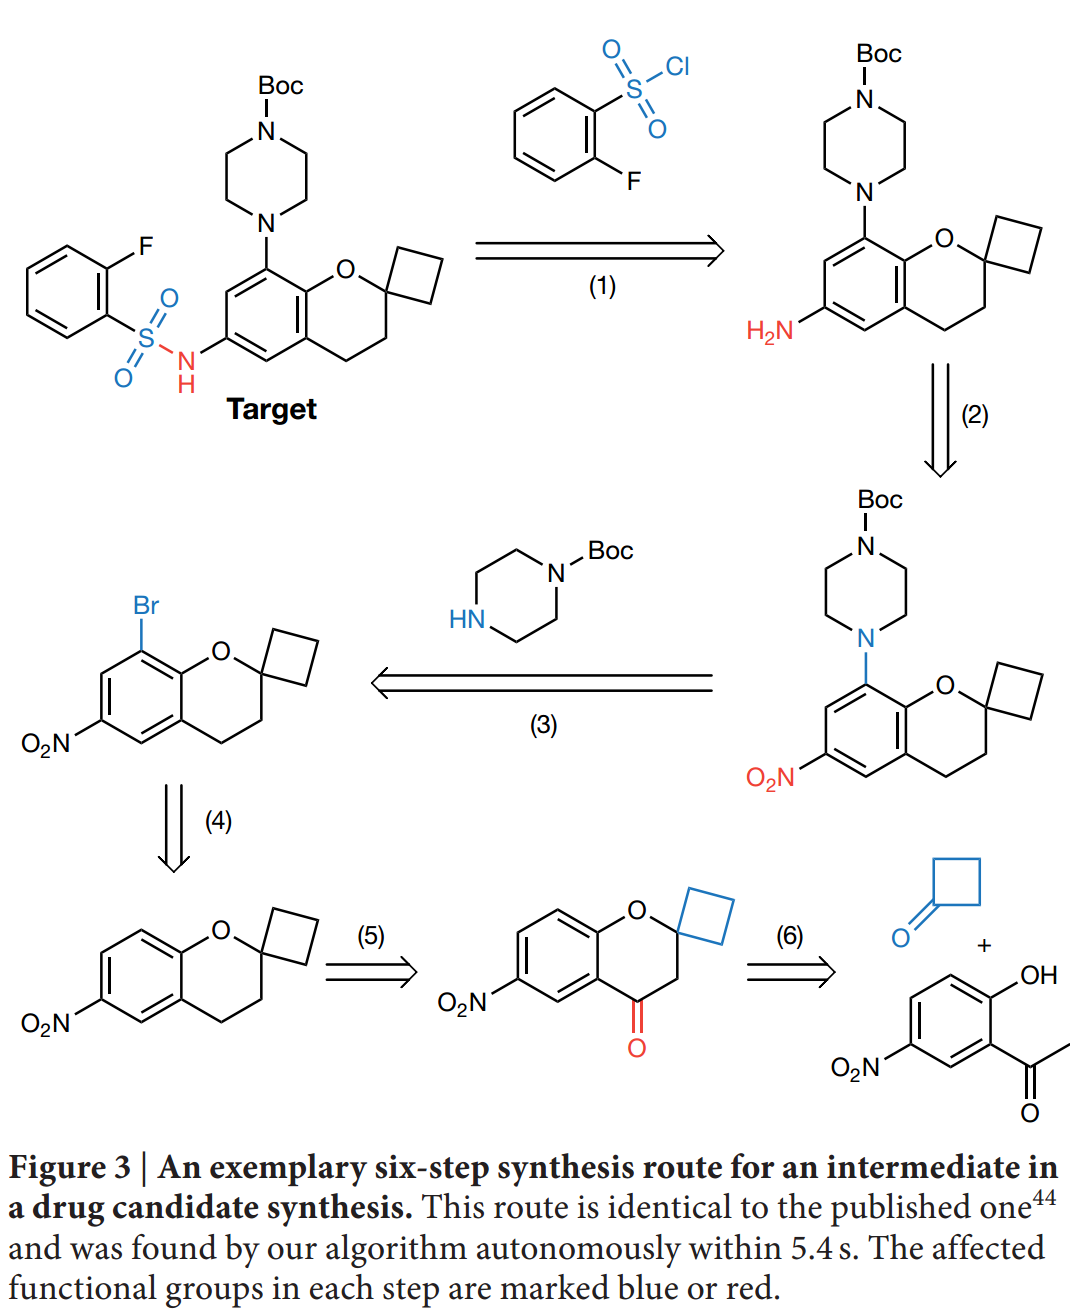 Boc
N
N
F
O
S
O
N
H
O
Target
O
S
Cl
O
F
(1)
Boc
N
N
O
H₂N
(2)
Boc
N
N
O
O₂N
N
Boc
HN
(3)
Br
O
O₂N
(4)
O
O₂N
(5)
O
O₂N
O
(6)
O
+
OH
O₂N
O
Figure 3 | An exemplary six-step synthesis route for an intermediate in
a drug candidate synthesis. This route is identical to the published one⁴⁴
and was found by our algorithm autonomously within 5.4 s. The affected
functional groups in each step are marked blue or red.